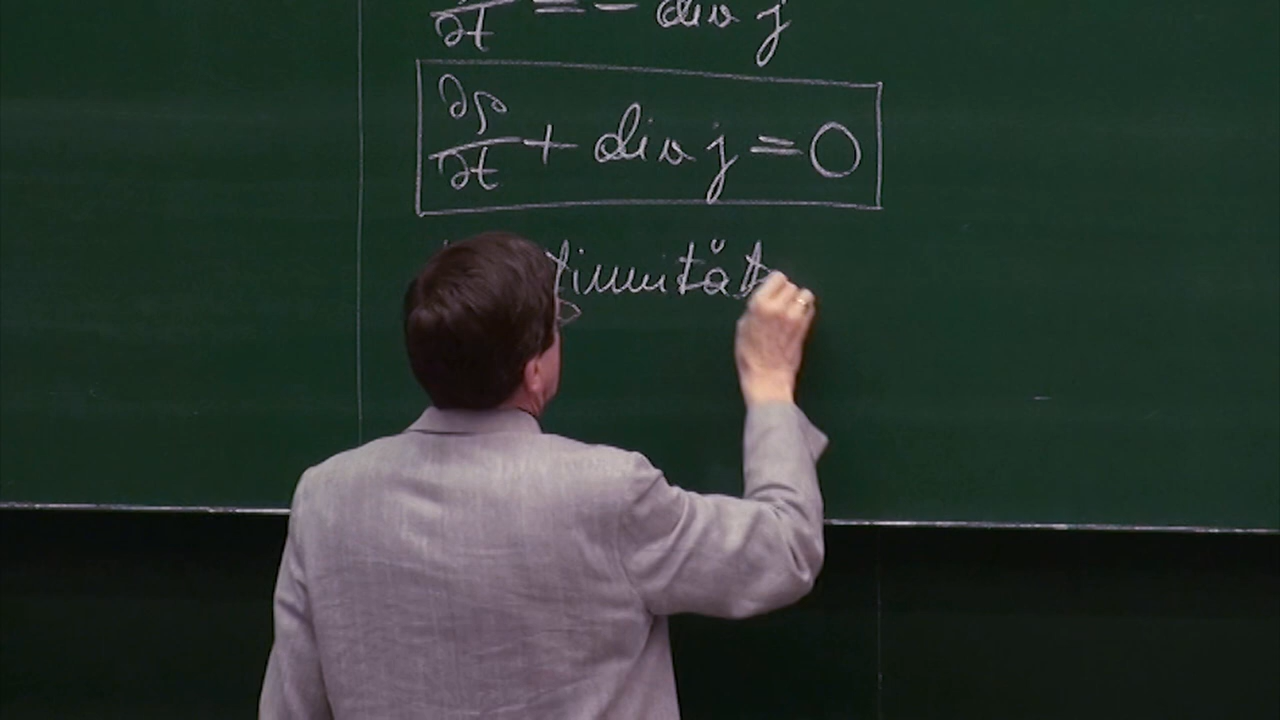 ∂ρ/∂t = - div j
∂ρ/∂t + div j = 0